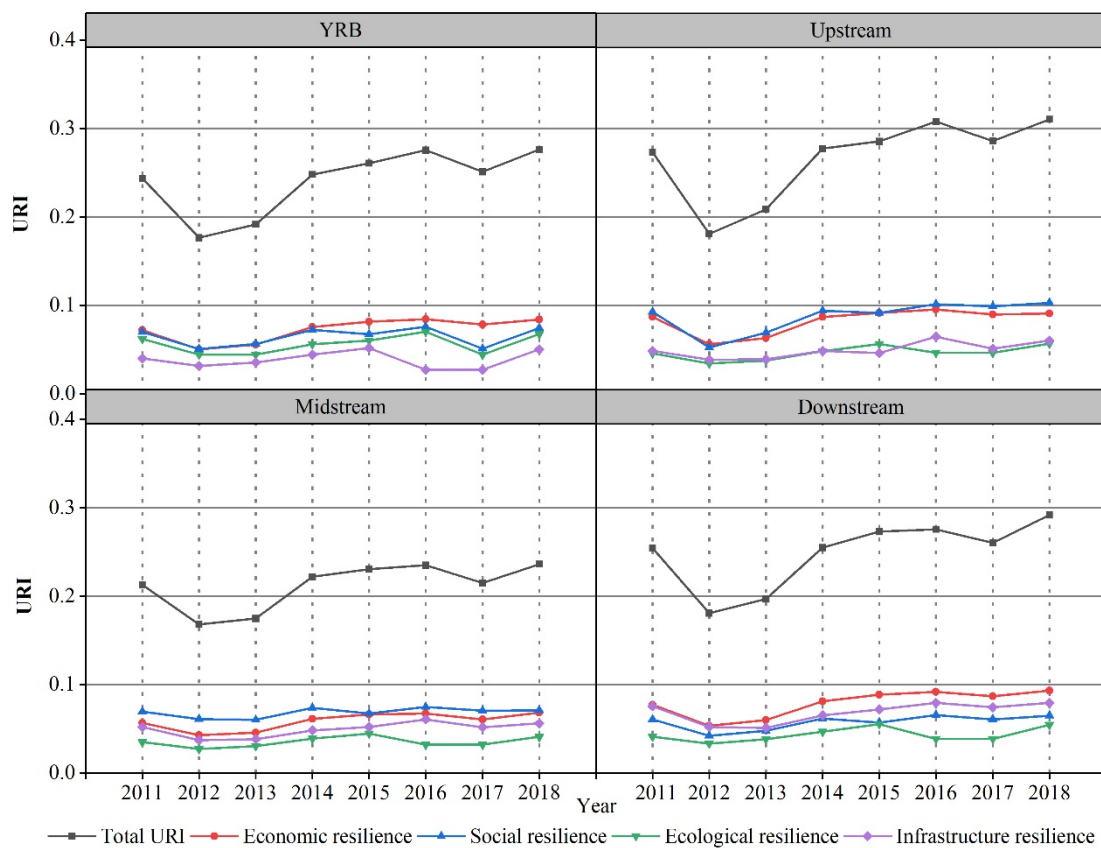 YRB Upstream
0.4
0.3
0.2
0.1
0.0
URI
Midstream Downstream
0.4
0.3
0.2
0.1
0.0
URI
2011 2012 2013 2014 2015 2016 2017 2018 2011 2012 2013 2014 2015 2016 2017 2018
Year
Total URI Economic resilience Social resilience Ecological resilience Infrastructure resilience